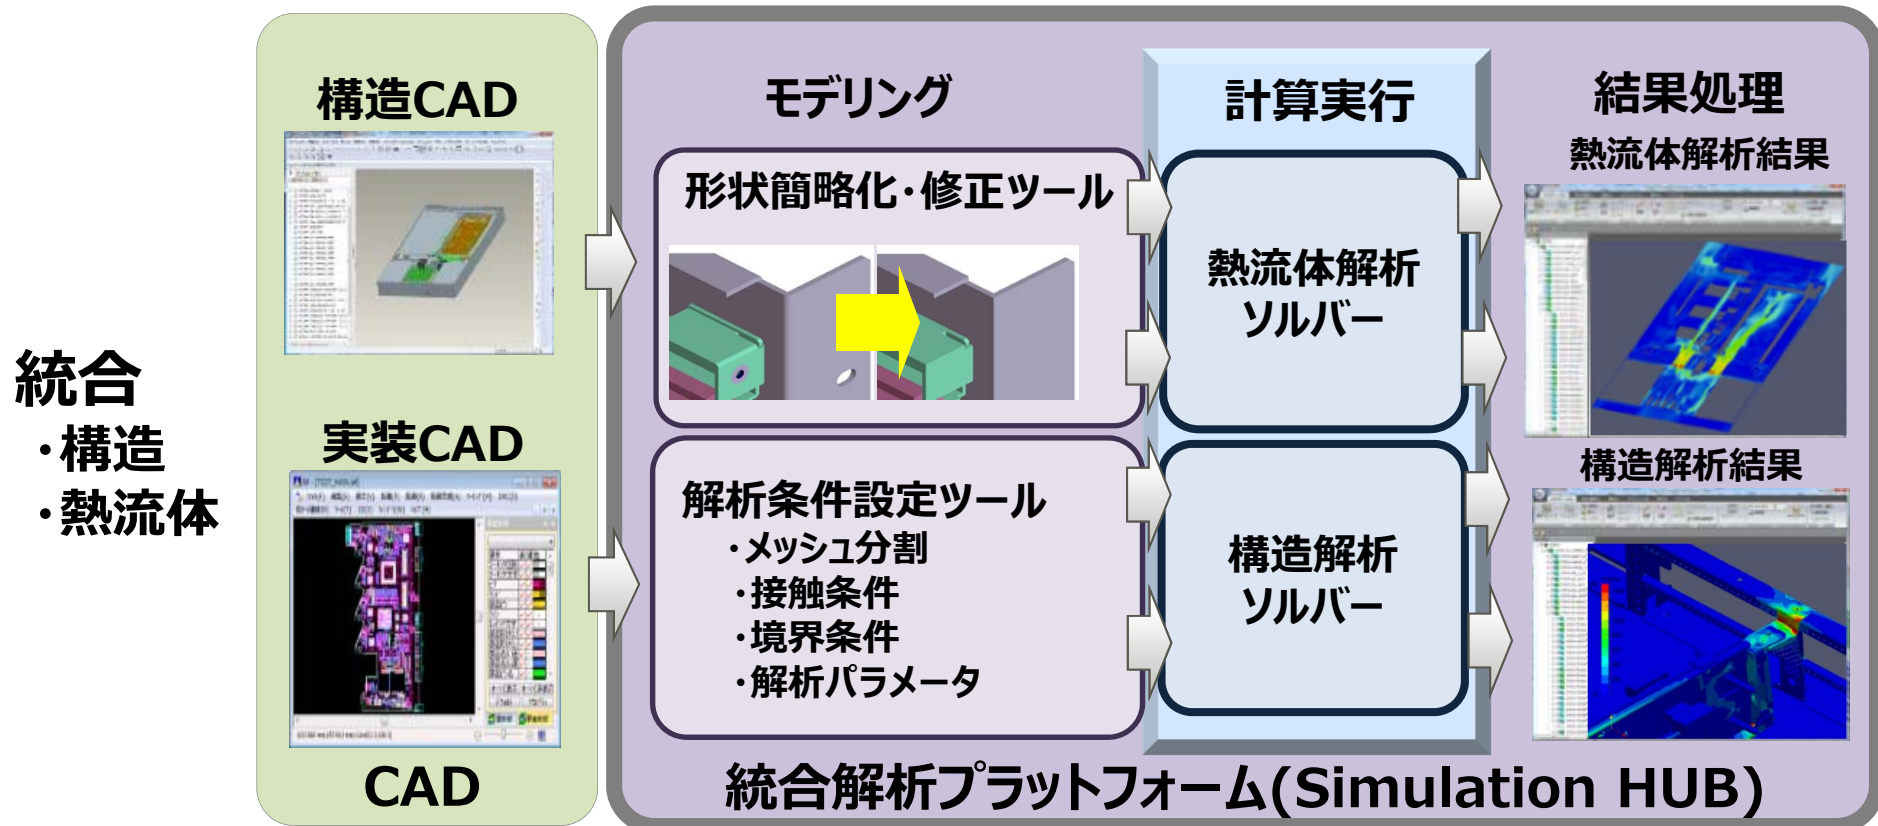 統合
・構造
・熱流体
構造CAD
実装CAD
CAD
モデリング
形状簡略化・修正ツール
解析条件設定ツール
・メッシュ分割
・接触条件
・境界条件
・解析パラメータ
計算実行
熱流体解析
ソルバー
構造解析
ソルバー
結果処理
熱流体解析結果
構造解析結果
統合解析プラットフォーム(Simulation HUB)